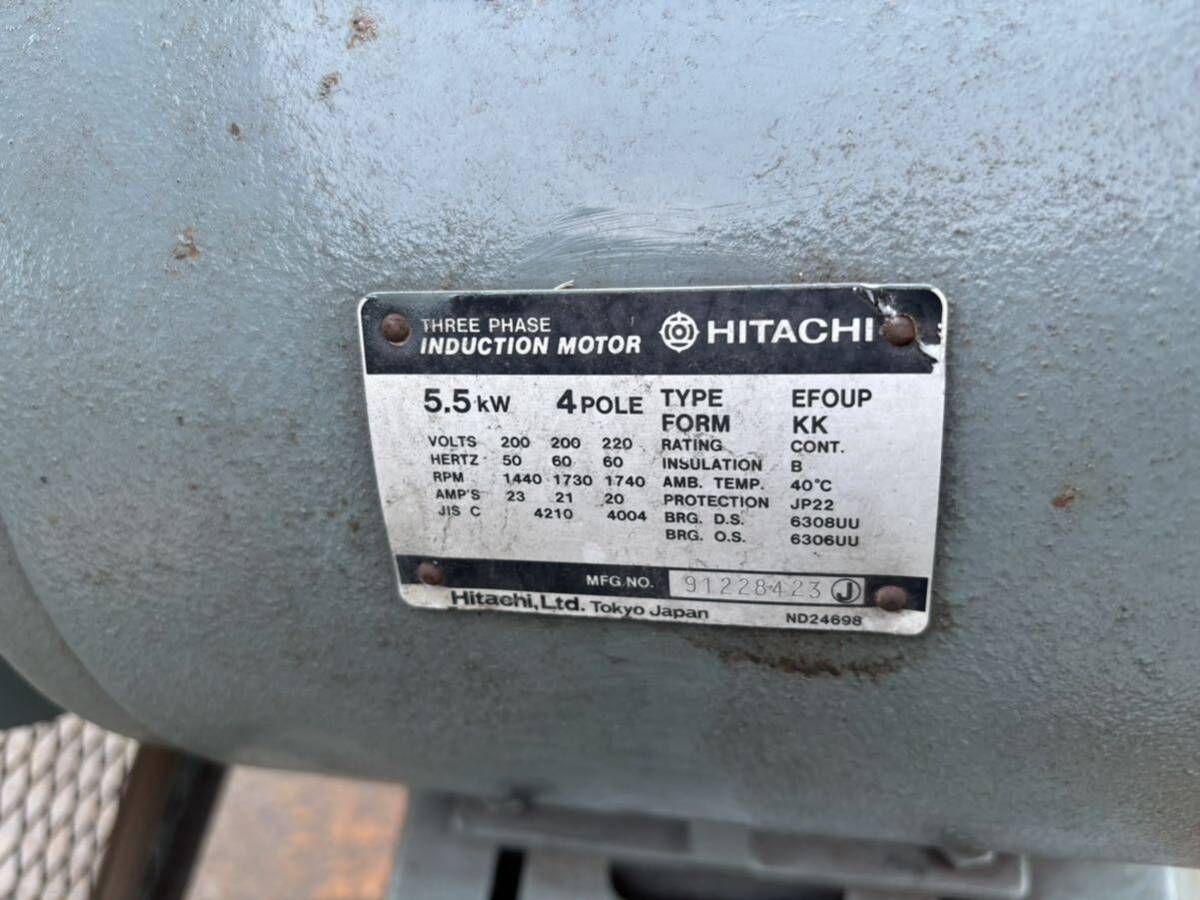 THREE PHASE
INDUCTION MOTOR HITACHI
5.5 kW 4 POLE
VOLTS 200 200 220
HERTZ 50 60 60
RPM 1440 1730 1740
AMP'S 23 21 20
JIS C 4210 4004
TYPE EFOUP
FORM KK
RATING CONT.
INSULATION B
AMB. TEMP. 40°C
PROTECTION JP22
BRG. D.S. 6308UU
BRG. O.S. 6306UU
MFG.NO. 91228423 J
Hitachi, Ltd. Tokyo Japan ND24698